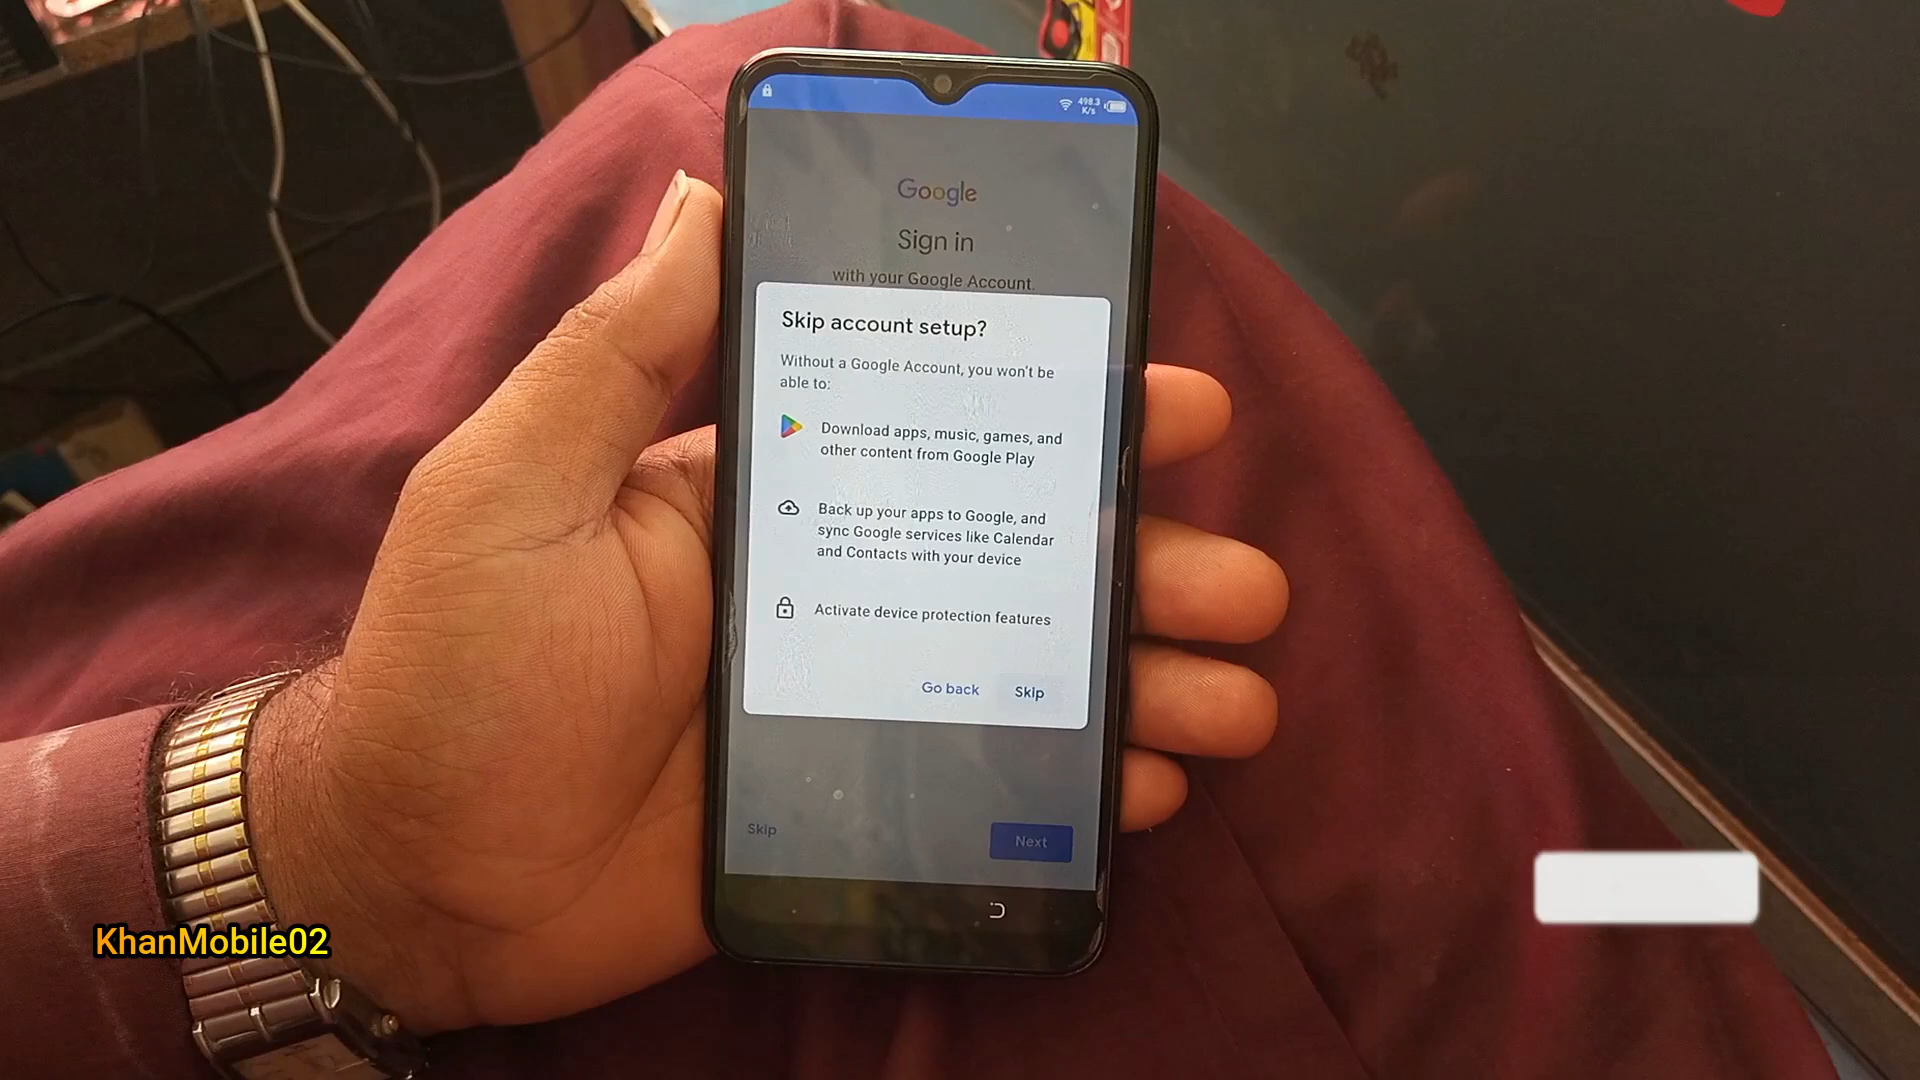 498.3
K/s
Google
Sign in
with your Google Account.
Skip account setup?
Without a Google Account, you won't be
able to:
Download apps, music, games, and
other content from Google Play
Back up your apps to Google, and
sync Google services like Calendar
and Contacts with your device
Activate device protection features
Go back
Skip
Skip
Next
KhanMobile02